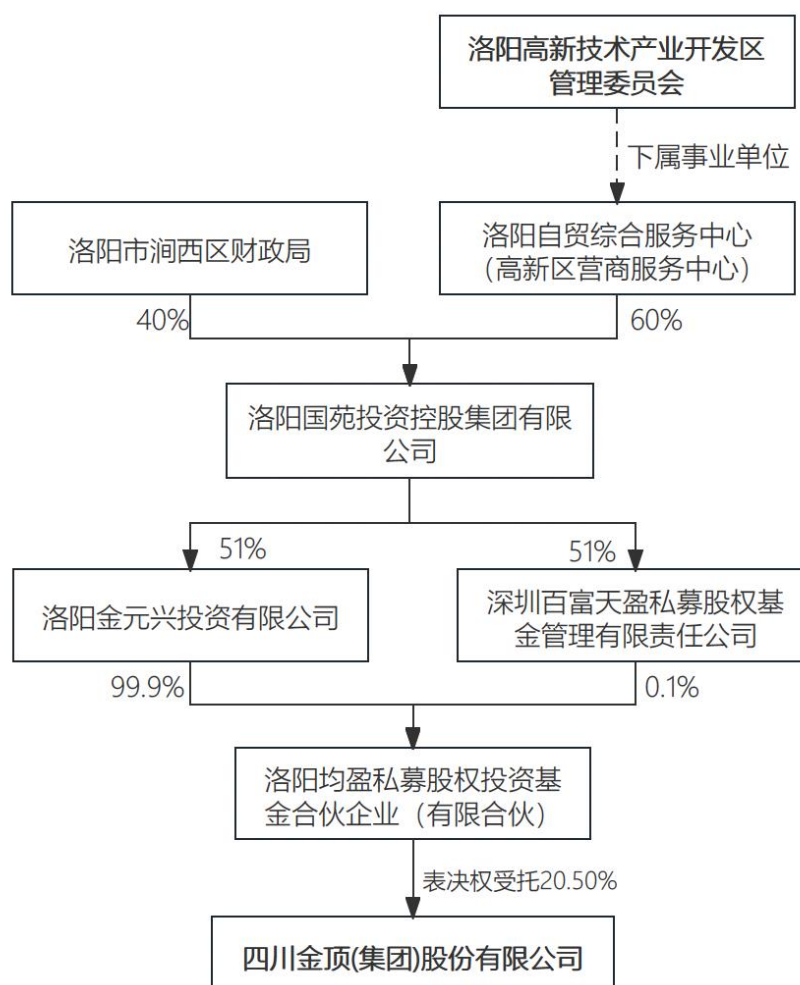 洛阳高新技术产业开发区
管理委员会
下属事业单位
洛阳市涧西区财政局
洛阳自贸综合服务中心
（高新区营商服务中心）
40%
60%
洛阳国苑投资控股集团有限
公司
51%
51%
洛阳金元兴投资有限公司
深圳百富天盈私募股权基
金管理有限责任公司
99.9%
0.1%
洛阳均盈私募股权投资基
金合伙企业（有限合伙）
表决权受托20.50%
四川金顶(集团)股份有限公司